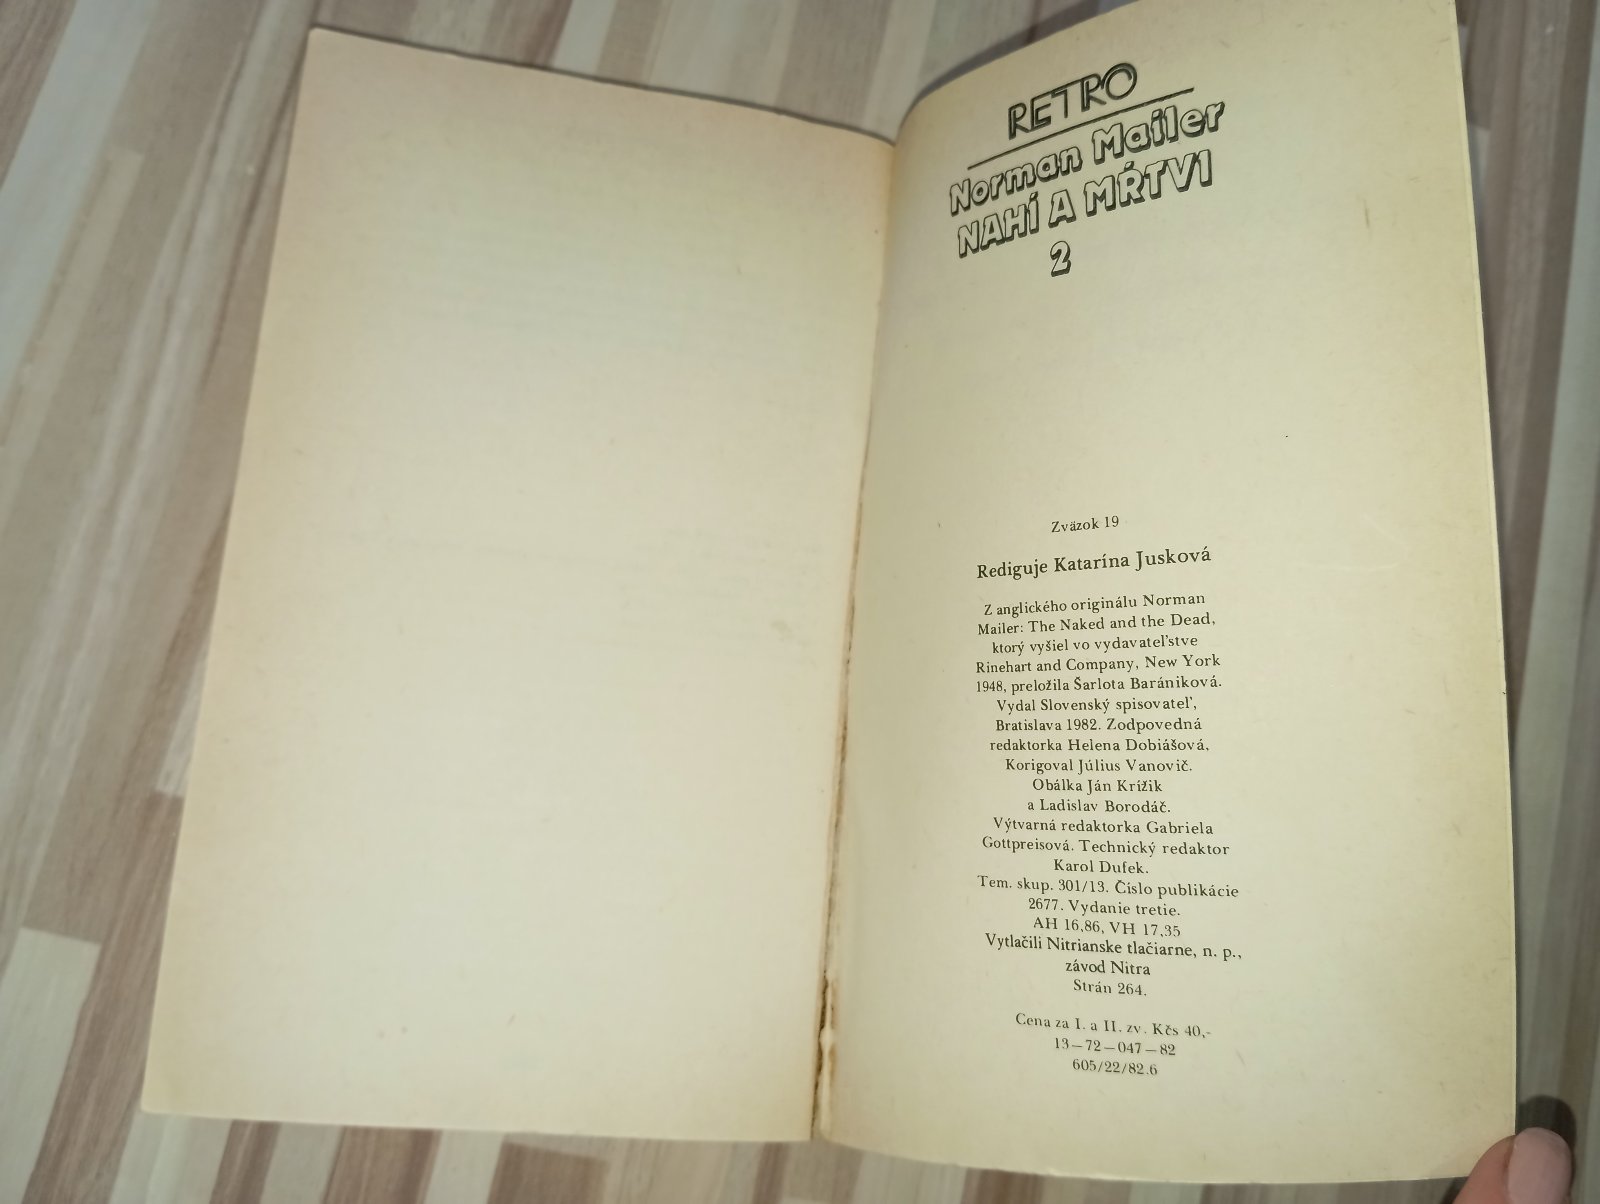 RETRO
Norman Mailer
NAHÍ A MŔTVI
2
Zväzok 19
Rediguje Katarína Jusková
Z anglického originálu Norman
Mailer: The Naked and the Dead,
ktorý vyšiel vo vydavateľstve
Rinehart and Company, New York
1948, preložila Šarlota Barániková.
Vydal Slovenský spisovateľ,
Bratislava 1982. Zodpovedná
redaktorka Helena Dobiášová.
Korigoval Július Vanovič.
Obálka Ján Krížik
a Ladislav Borodáč.
Výtvarná redaktorka Gabriela
Gottpreisová. Technický redaktor
Karol Dufek.
Tem. skup. 301/13. Číslo publikácie
2677. Vydanie tretie.
AH 16,86, VH 17,35
Vytlačili Nitrianske tlačiarne, n. p.,
závod Nitra
Strán 264.
Cena za I. a II. zv. Kčs 40,-
13—72—047—82
605/22/82.6